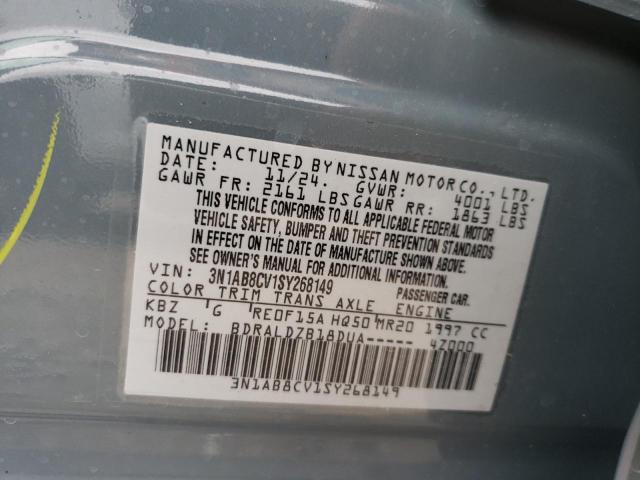 MANUFACTURED BY NISSAN MOTOR CO., LTD.
DATE: 11/24. GVWR: 4001 LBS
GAWR FR: 2161 LBS GAWR RR: 1863 LBS
THIS VEHICLE CONFORMS TO ALL APPLICABLE FEDERAL MOTOR
VEHICLE SAFETY, BUMPER AND THEFT PREVENTION STANDARDS
IN EFFECT ON THE DATE OF MANUFACTURE SHOWN ABOVE.
SEE OWNER'S MANUAL FOR ADDITIONAL INFORMATION.
VIN: 3N1AB8CV1SY268149 PASSENGER CAR.
COLOR TRIM TRANS AXLE ENGINE
KBZ G RE0F15A HQ50 MR20 1997 CC
MODEL: BDRALDZB18DUA----- 4Z000
3N1AB8CV1SY268149